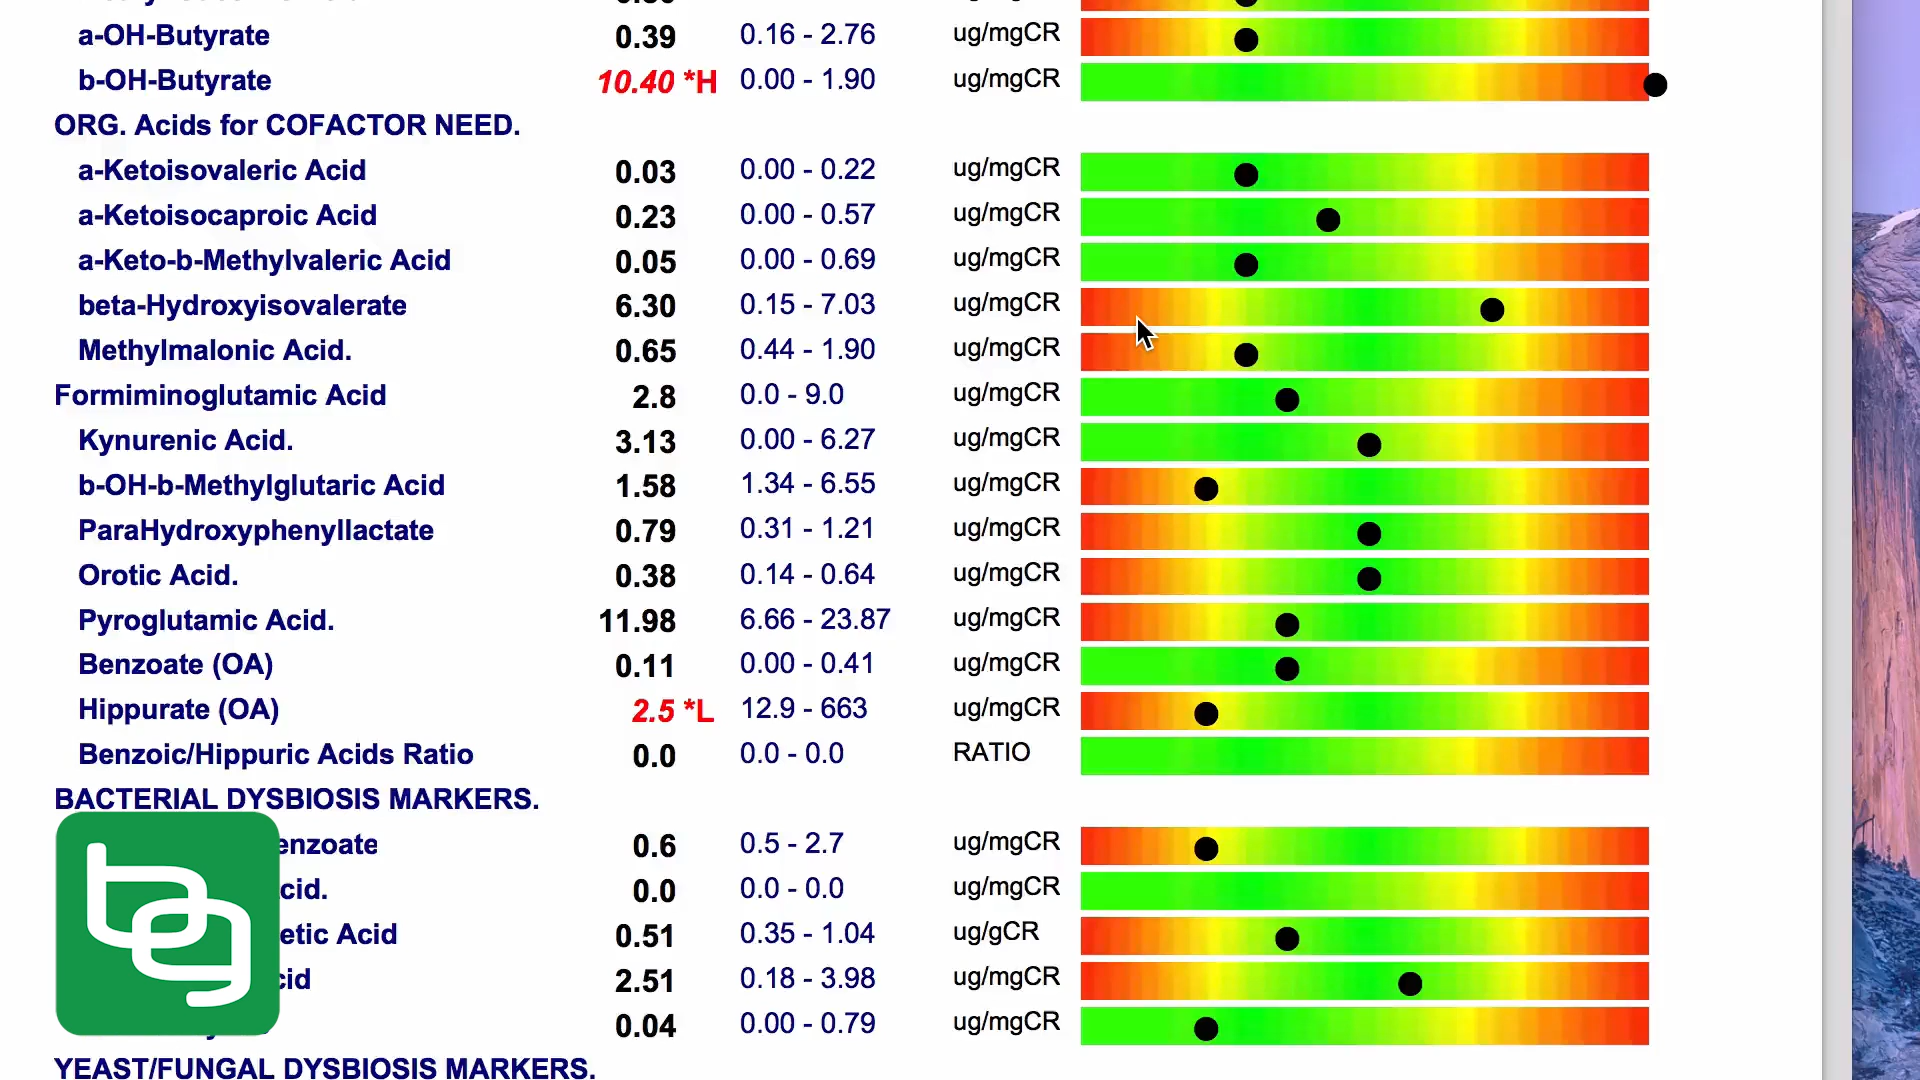 a-OH-Butyrate 0.39 0.16 - 2.76 ug/mgCR
b-OH-Butyrate 10.40 *H 0.00 - 1.90 ug/mgCR
ORG. Acids for COFACTOR NEED.
a-Ketoisovaleric Acid 0.03 0.00 - 0.22 ug/mgCR
a-Ketoisocaproic Acid 0.23 0.00 - 0.57 ug/mgCR
a-Keto-b-Methylvaleric Acid 0.05 0.00 - 0.69 ug/mgCR
beta-Hydroxyisovalerate 6.30 0.15 - 7.03 ug/mgCR
Methylmalonic Acid. 0.65 0.44 - 1.90 ug/mgCR
Formiminoglutamic Acid 2.8 0.0 - 9.0 ug/mgCR
Kynurenic Acid. 3.13 0.00 - 6.27 ug/mgCR
b-OH-b-Methylglutaric Acid 1.58 1.34 - 6.55 ug/mgCR
ParaHydroxyphenyllactate 0.79 0.31 - 1.21 ug/mgCR
Orotic Acid. 0.38 0.14 - 0.64 ug/mgCR
Pyroglutamic Acid. 11.98 6.66 - 23.87 ug/mgCR
Benzoate (OA) 0.11 0.00 - 0.41 ug/mgCR
Hippurate (OA) 2.5 *L 12.9 - 663 ug/mgCR
Benzoic/Hippuric Acids Ratio 0.0 0.0 - 0.0 RATIO
BACTERIAL DYSBIOSIS MARKERS.
enzoate 0.6 0.5 - 2.7 ug/mgCR
cid. 0.0 0.0 - 0.0 ug/mgCR
etic Acid 0.51 0.35 - 1.04 ug/gCR
cid 2.51 0.18 - 3.98 ug/mgCR
0.04 0.00 - 0.79 ug/mgCR
YEAST/FUNGAL DYSBIOSIS MARKERS.